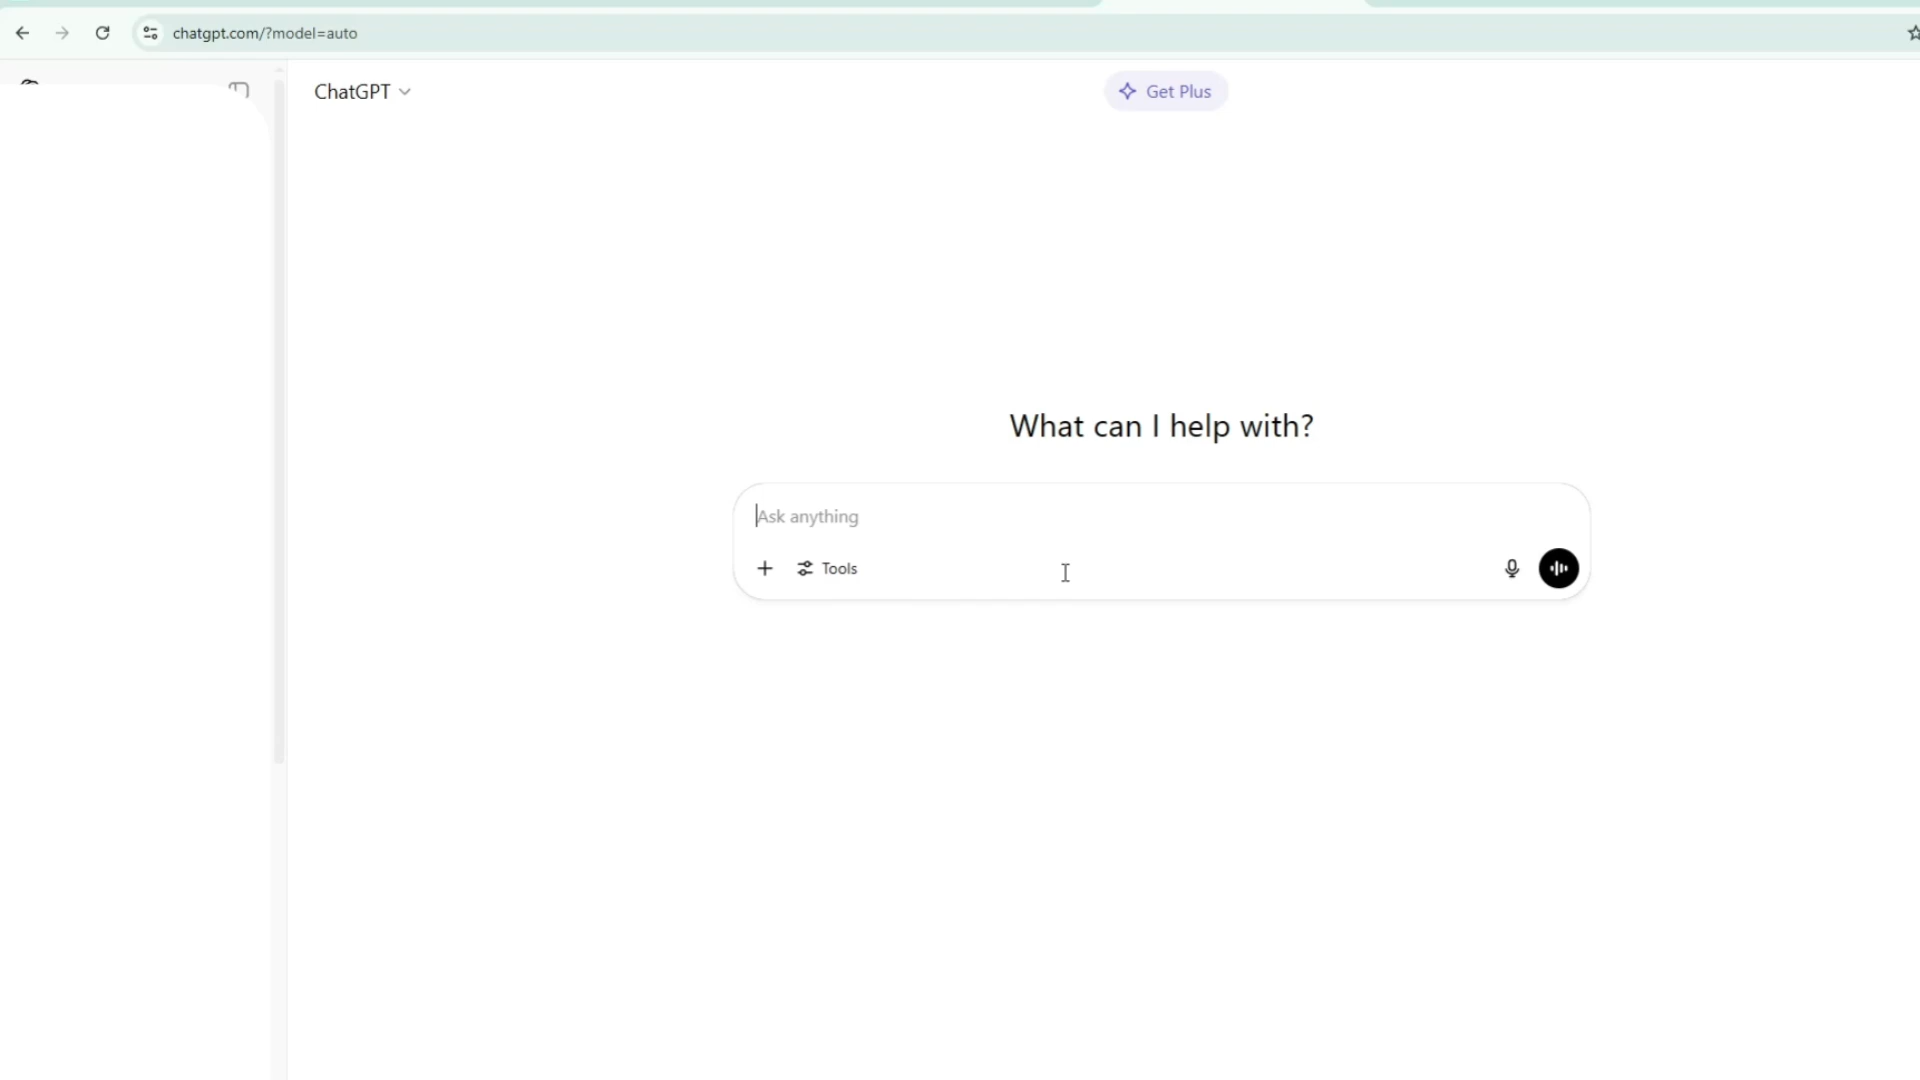 chatgpt.com/?model=auto
ChatGPT
Get Plus
What can I help with?
Ask anything
Tools